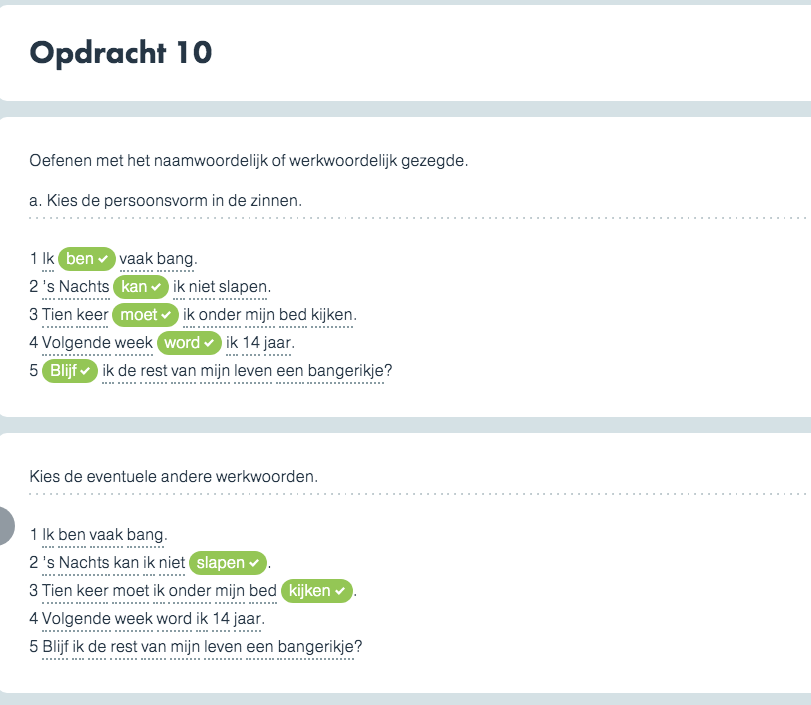 Opdracht 10
Oefenen met het naamwoordelijk of werkwoordelijk gezegde.
a. Kies de persoonsvorm in de zinnen.
1 Ik ben vaak bang.
2 's Nachts kan ik niet slapen.
3 Tien keer moet ik onder mijn bed kijken.
4 Volgende week word ik 14 jaar.
5 Blijf ik de rest van mijn leven een bangerikje?
Kies de eventuele andere werkwoorden.
1 Ik ben vaak bang.
2 's Nachts kan ik niet slapen.
3 Tien keer moet ik onder mijn bed kijken.
4 Volgende week word ik 14 jaar.
5 Blijf ik de rest van mijn leven een bangerikje?